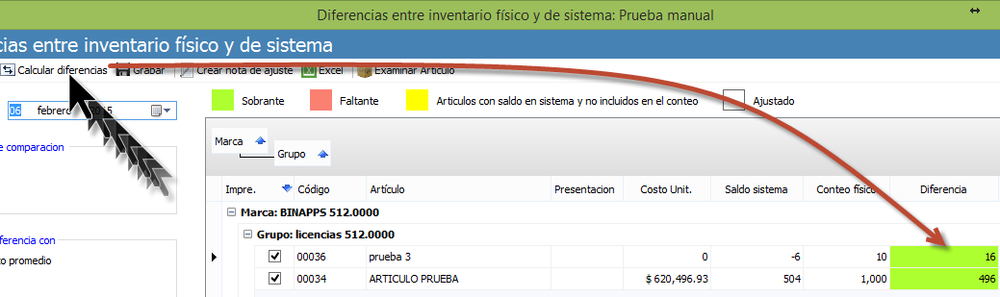 Diferencias entre inventario físico y de sistema: Prueba manual
cias entre inventario físico y de sistema
Calcular diferencias Grabar Crear nota de ajuste Excel Examinar Artículo
06 febrero
Sobrante Faltante Articulos con saldo en sistema y no incluidos en el conteo Ajustado
e comparacion
Marca
Grupo
Impre. Código Artículo Presentacion Costo Unit. Saldo sistema Conteo físico Diferencia
Marca: BINAPPS 512.0000
Grupo: licencias 512.0000
ferencia con
o promedio
00036 prueba 3 0 -6 10 16
00034 ARTICULO PRUEBA $ 620,496.93 504 1,000 496